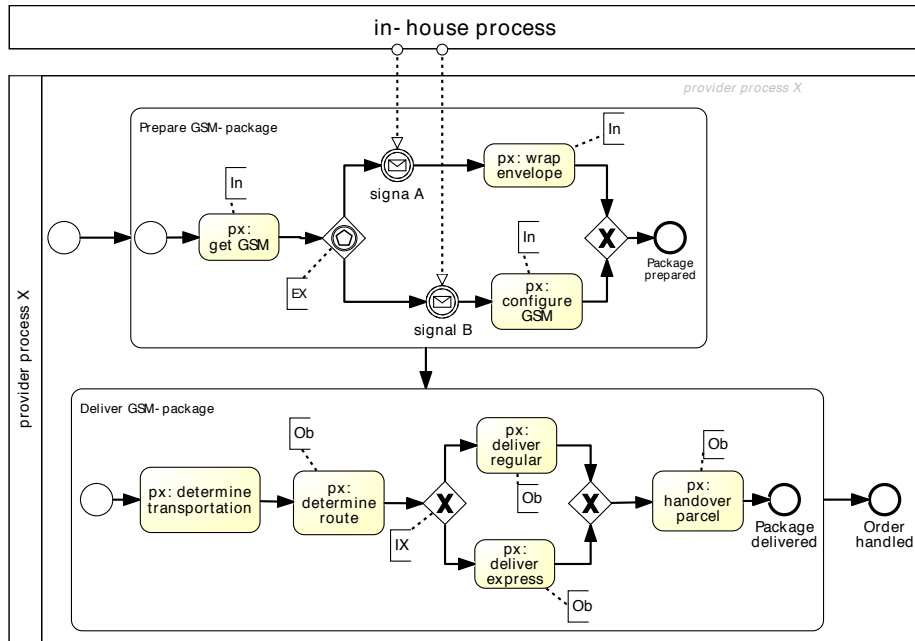 in- house process
provider process X
provider process X
Prepare GSM- package
In
px:
get GSM
EX
signa A
signal B
px: wrap
envelope
In
In
px:
configure
GSM
X
Package
prepared
Deliver GSM- package
px: determine
transportation
Ob
px:
determine
route
IX
X
px:
deliver
regular
Ob
px:
deliver
express
Ob
X
Ob
px:
handover
parcel
Package
delivered
Order
handled